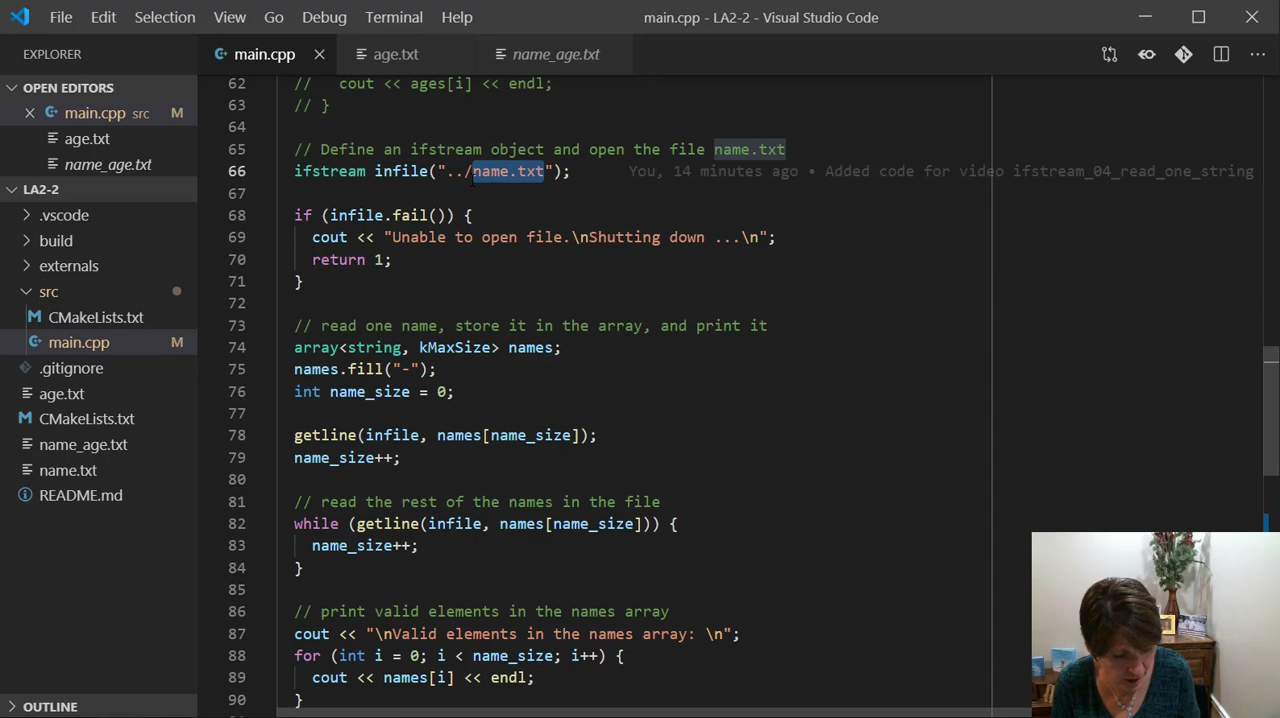 File Edit Selection View Go Debug Terminal Help main.cpp - LA2-2 - Visual Studio Code
EXPLORER
main.cpp age.txt name_age.txt
OPEN EDITORS
main.cpp src M
age.txt
name_age.txt
LA2-2
.vscode
build
externals
src
CMakeLists.txt
main.cpp M
.gitignore
age.txt
CMakeLists.txt
name_age.txt
name.txt
README.md
OUTLINE
62 // cout << ages[i] << endl;
63 // }
64
65 // Define an ifstream object and open the file name.txt
66 ifstream infile("../name.txt"); You, 14 minutes ago • Added code for video ifstream_04_read_one_string
67
68 if (infile.fail()) {
69 cout << "Unable to open file.\nShutting down ...\n";
70 return 1;
71 }
72
73 // read one name, store it in the array, and print it
74 array<string, kMaxSize> names;
75 names.fill("-");
76 int name_size = 0;
77
78 getline(infile, names[name_size]);
79 name_size++;
80
81 // read the rest of the names in the file
82 while (getline(infile, names[name_size])) {
83 name_size++;
84 }
85
86 // print valid elements in the names array
87 cout << "\nValid elements in the names array: \n";
88 for (int i = 0; i < name_size; i++) {
89 cout << names[i] << endl;
90 }